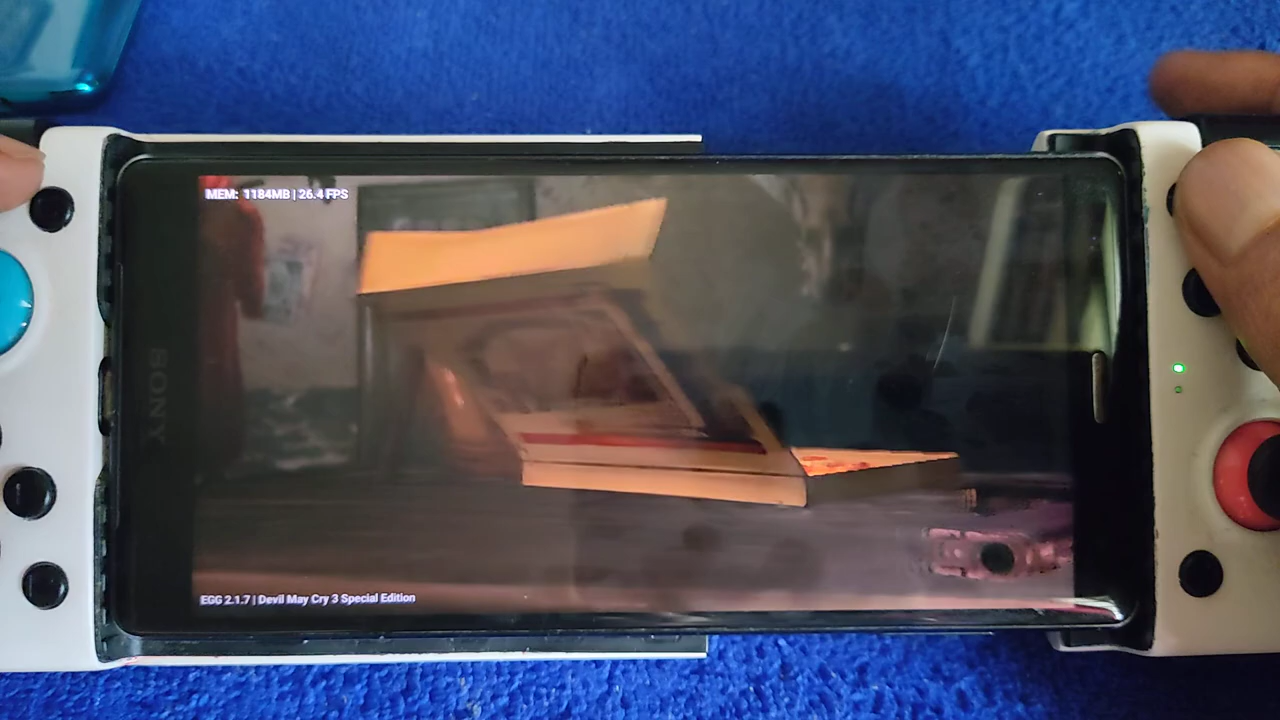 MEM: 1184MB | 26.4 FPS
SONY
EGG 2.1.7 | Devil May Cry 3 Special Edition